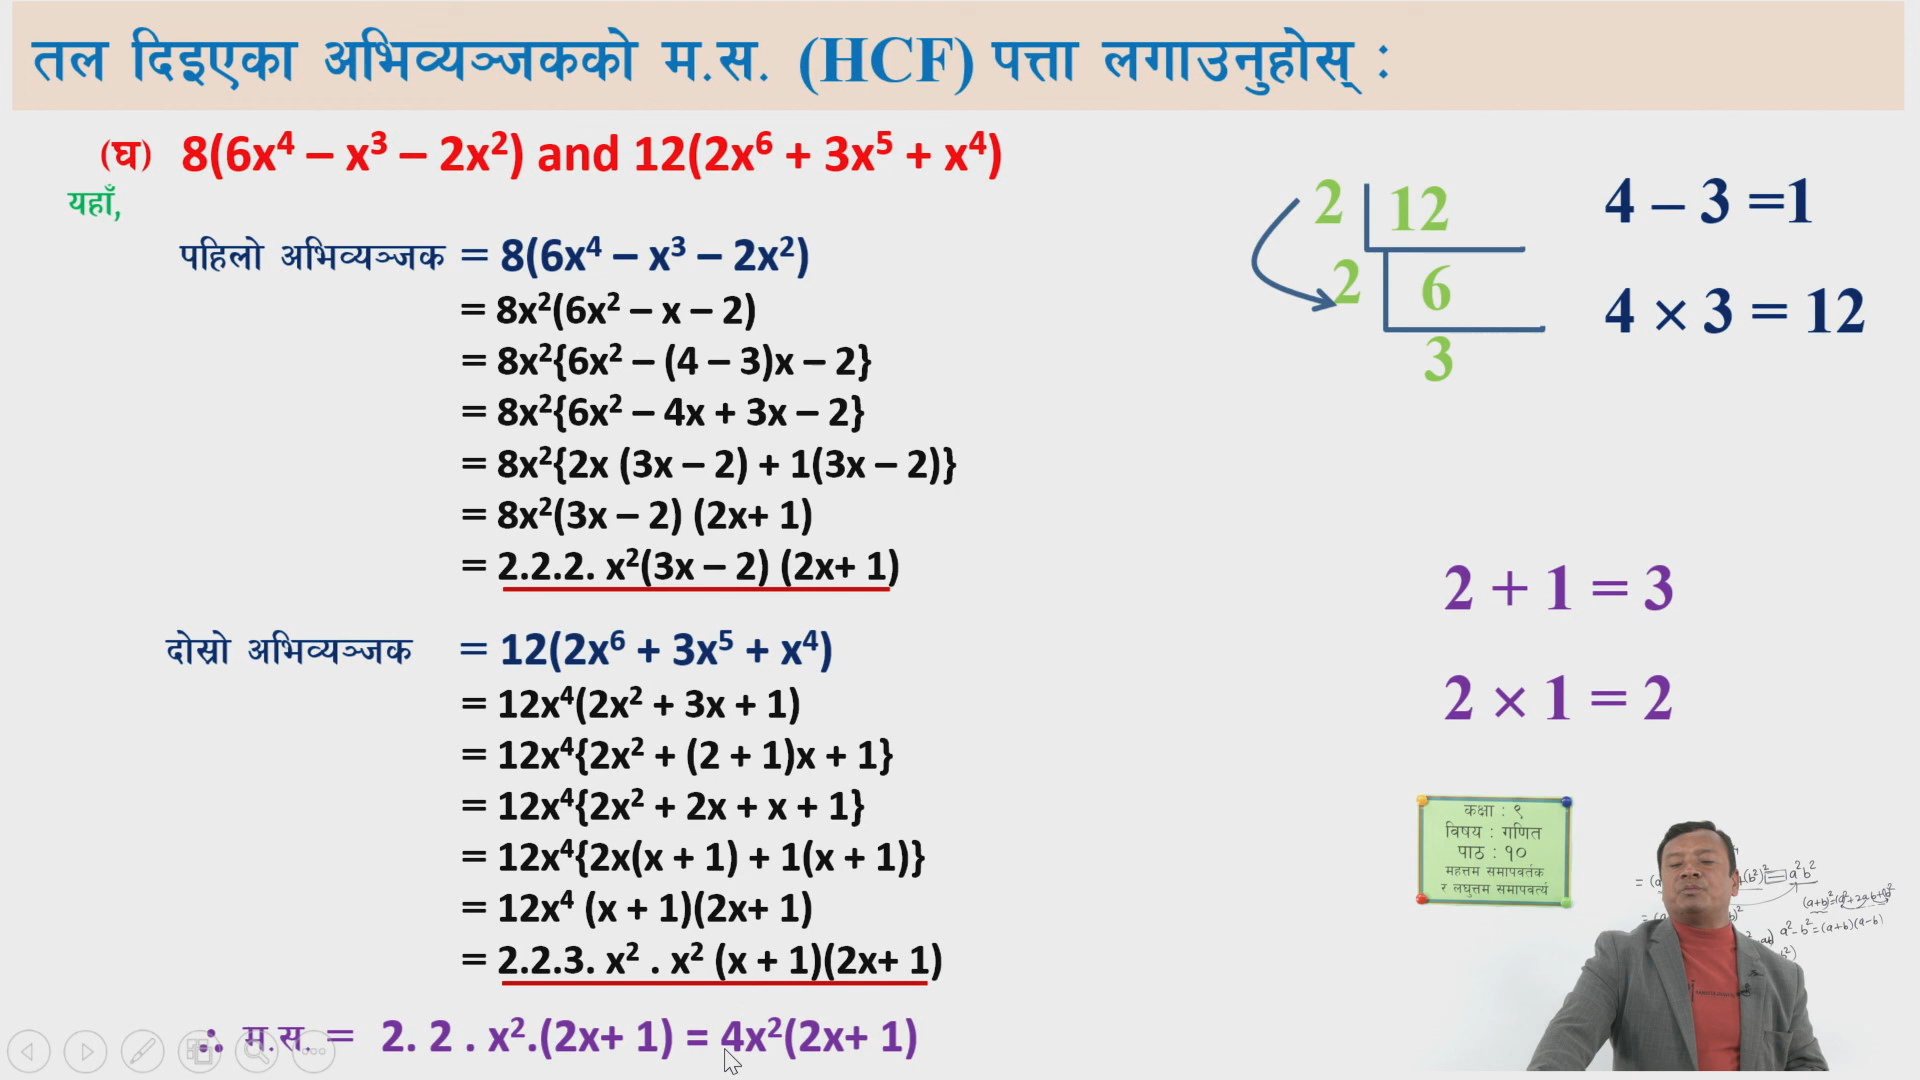 तल दिइएका अभिव्यञ्जकको म.स. (HCF) पत्ता लगाउनुहोस् :
(घ) 8(6x⁴ – x³ – 2x²) and 12(2x⁶ + 3x⁵ + x⁴)
यहाँ,
पहिलो अभिव्यञ्जक = 8(6x⁴ – x³ – 2x²)
= 8x²(6x² – x – 2)
= 8x²{6x² – (4 – 3)x – 2}
= 8x²{6x² – 4x + 3x – 2}
= 8x²{2x (3x – 2) + 1(3x – 2)}
= 8x²(3x – 2) (2x+ 1)
= 2.2.2. x²(3x – 2) (2x+ 1)
दोस्रो अभिव्यञ्जक = 12(2x⁶ + 3x⁵ + x⁴)
= 12x⁴(2x² + 3x + 1)
= 12x⁴{2x² + (2 + 1)x + 1}
= 12x⁴{2x² + 2x + x + 1}
= 12x⁴{2x(x + 1) + 1(x + 1)}
= 12x⁴ (x + 1)(2x+ 1)
= 2.2.3. x² . x² (x + 1)(2x+ 1)
∴ म.स. = 2. 2 . x².(2x+ 1) = 4x²(2x+ 1)
2 12
2 6
3
4 – 3 =1
4 × 3 = 12
2 + 1 = 3
2 × 1 = 2
कक्षा : ९
विषय : गणित
पाठ : १०
महत्तम समापवर्तक
र लघुत्तम समापवर्त्य
a²b²
(a+b)²=(a²+2ab+b²
a²-b²=(a+b)(a-b)